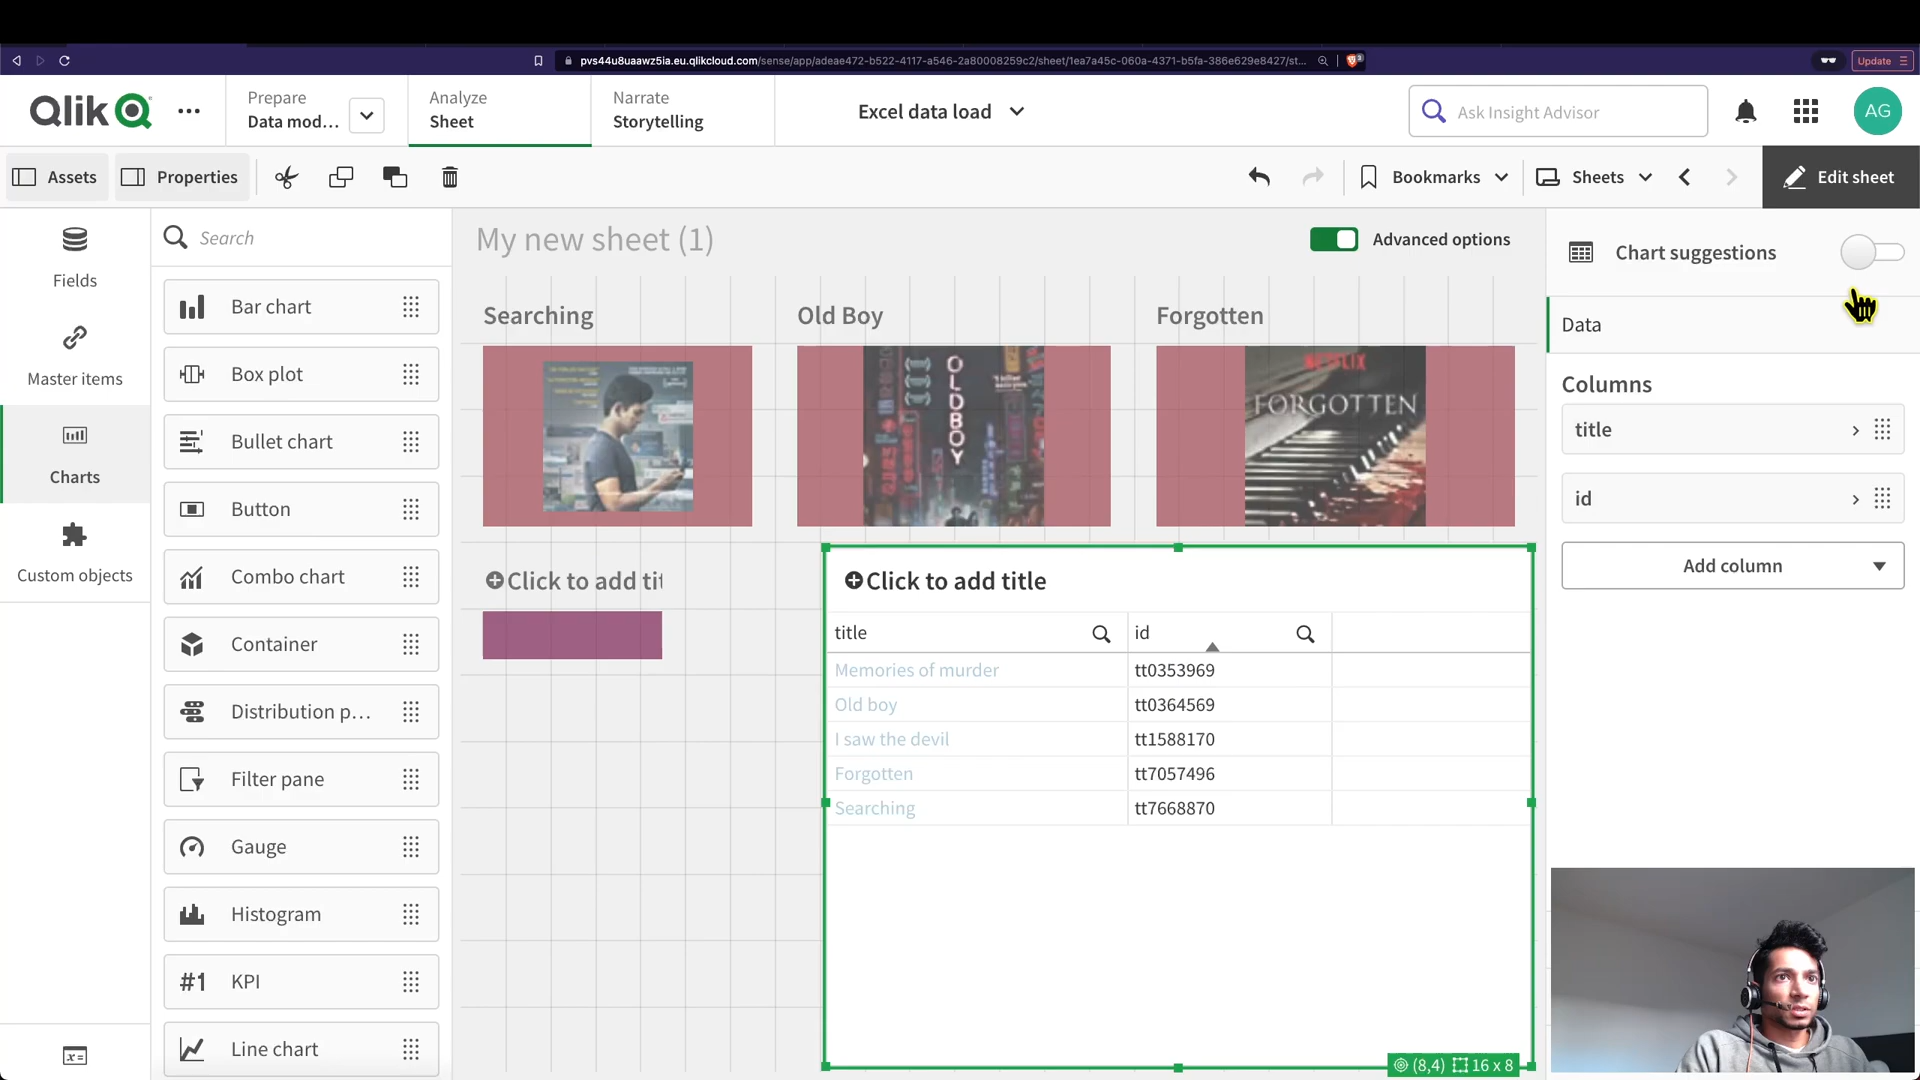 pvs44u8uaawz5ia.eu.qlikcloud.com/sense/app/adeae472-b522-4117-a546-2a80008259c2/sheet/1ea7a45c-060a-4371-b5fa-386e629e8427/st...
Update
Qlik
Prepare
Data mod...
Analyze
Sheet
Narrate
Storytelling
Excel data load
Ask Insight Advisor
AG
Assets
Properties
Bookmarks
Sheets
Edit sheet
Fields
Master items
Charts
Custom objects
Search
Bar chart
Box plot
Bullet chart
Button
Combo chart
Container
Distribution p...
Filter pane
Gauge
Histogram
#1 KPI
Line chart
My new sheet (1)
Advanced options
Searching
Old Boy
Forgotten
OLDBOY
NETFLIX
FORGOTTEN
Click to add tit
Click to add title
title
id
Memories of murder
tt0353969
Old boy
tt0364569
I saw the devil
tt1588170
Forgotten
tt7057496
Searching
tt7668870
(8,4) 16 x 8
Chart suggestions
Data
Columns
title
id
Add column